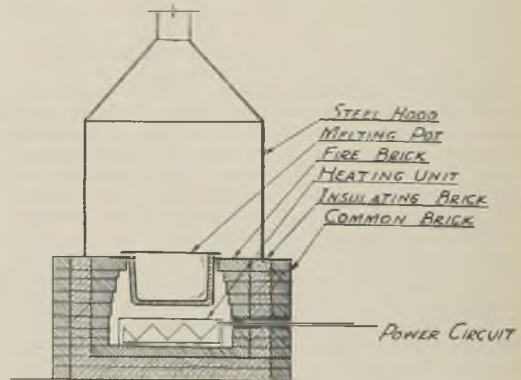 STEEL HOOD
MELTING POT
FIRE BRICK
HEATING UNIT
INSULATING BRICK
COMMON BRICK
POWER CIRCUIT